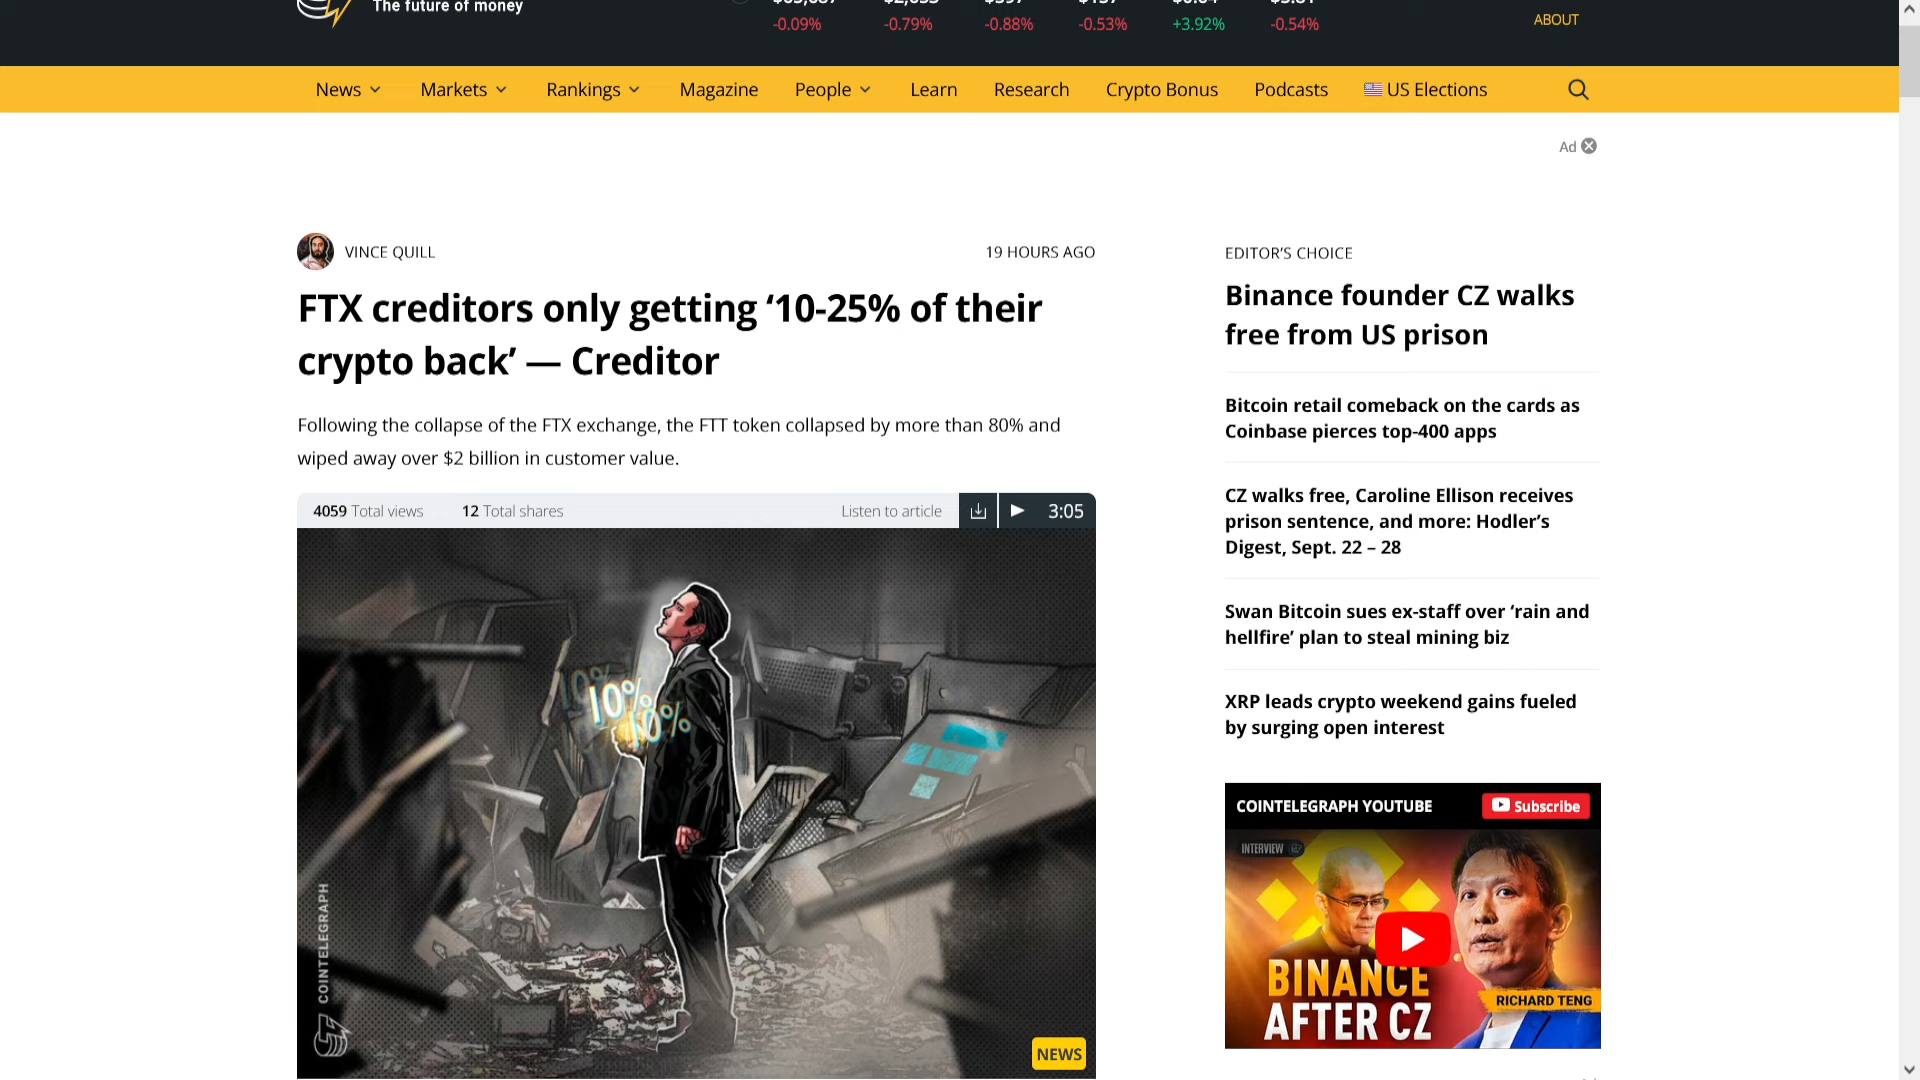 The future of money
-0.09% -0.79% -0.88% -0.53% +3.92% -0.54%
ABOUT
News Markets Rankings Magazine People Learn Research Crypto Bonus Podcasts US Elections
Ad
VINCE QUILL 19 HOURS AGO
FTX creditors only getting ‘10-25% of their
crypto back’ — Creditor
Following the collapse of the FTX exchange, the FTT token collapsed by more than 80% and
wiped away over $2 billion in customer value.
4059 Total views 12 Total shares Listen to article 3:05
10%
10%
10%
COINTELEGRAPH
NEWS
EDITOR’S CHOICE
Binance founder CZ walks
free from US prison
Bitcoin retail comeback on the cards as
Coinbase pierces top-400 apps
CZ walks free, Caroline Ellison receives
prison sentence, and more: Hodler’s
Digest, Sept. 22 – 28
Swan Bitcoin sues ex-staff over ‘rain and
hellfire’ plan to steal mining biz
XRP leads crypto weekend gains fueled
by surging open interest
COINTELEGRAPH YOUTUBE Subscribe
INTERVIEW
BINANCE
RICHARD TENG
AFTER CZ